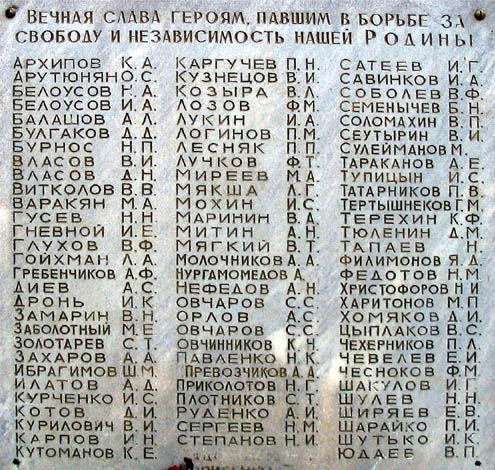 Вечная слава героям, павшим в борьбе за
свободу и независимость нашей Родины
Архипов К.А.
Арутюнян О.С.
Белоусов Н.А.
Белоусов И.А.
Балашов А.Л.
Булгаков Д.Д.
Бурнос Н.П.
Власов В.И.
Власов Д.Н.
Витколов В.В.
Варакян М.А.
Гусев Н.Н.
Гневной И.Е.
Глухов В.Ф.
Гойхман Л.А.
Гребенчиков А.Ф.
Диев А.С.
Дронь И.К.
Замарин В.Н.
Заболотный М.Е.
Золотарев С.Т.
Захаров А.А.
Ибрагимов Ш.М.
Илатов А.Д.
Курченко И.С.
Котов Д.И.
Курилович В.И.
Карпов И.Н.
Кутоманов К.Е.
Каргучев П.Н.
Кузнецов В.И.
Козыра В.Л.
Лозов Ф.М.
Лукин И.А.
Логинов П.М.
Лесняк П.П.
Лучков Ф.Т.
Миреев М.А.
Мякша Л.Г.
Мохин И.С.
Маринин В.А.
Митин А.Н.
Мягкий В.Т.
Молочников А.А.
Нургамомедов А.
Нефедов А.Н.
Овчаров С.С.
Орлов А.С.
Овчаров С.С.
Овчинников К.Н.
Павленко Н.К.
Превозчиков А.А.
Приколотов Н.Г.
Плотников С.Т.
Руденко А.И.
Сергеев Н.М.
Степанов Н.Г.
Сатеев И.Г.
Савинков И.А.
Соболев В.Ф.
Семеныч­ев Б.Н.
Соломахин В.П.
Сеутырин В.И.
Сулейманов М.
Тараканов А.Е.
Тупицын И.С.
Татарников П.В.
Тертышнеков Г.М.
Терехин К.Ф.
Тюленин Д.М.
Тапаев Н.
Филимонов Я.Д.
Федотов Н.М.
Христофоров Н.И.
Харитонов М.П.
Хомяков Д.И.
Цыплаков В.С.
Чехерников П.Л.
Чевелев Е.И.
Чесноков Ф.М.
Шакулов И.Г.
Шулев Н.Н.
Ширяев Е.В.
Шарайко П.И.
Шутько И.К.
Юдаев В.П.